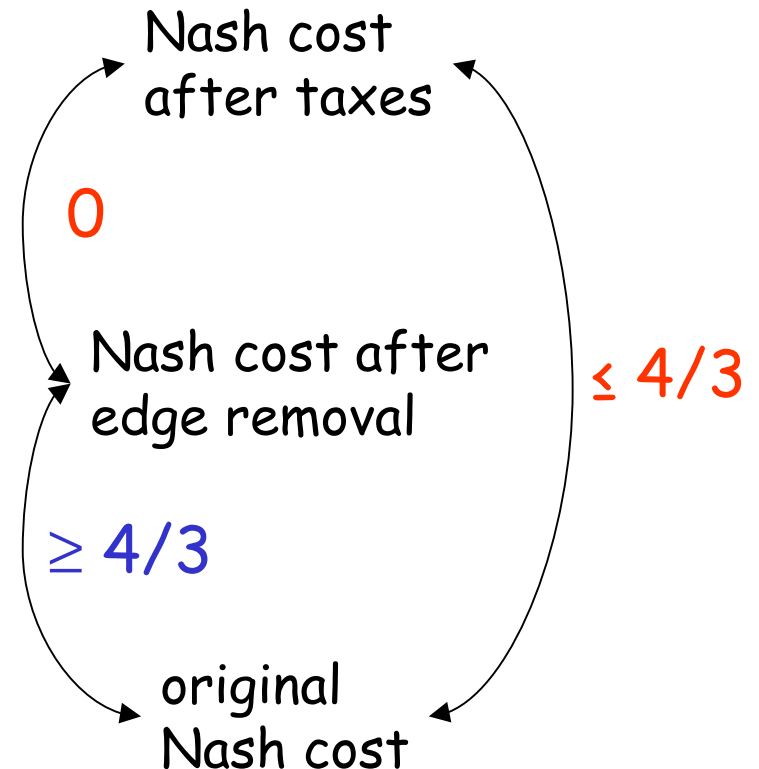 Nash cost
after taxes
0
Nash cost after
edge removal
≤ 4/3
≥ 4/3
original
Nash cost